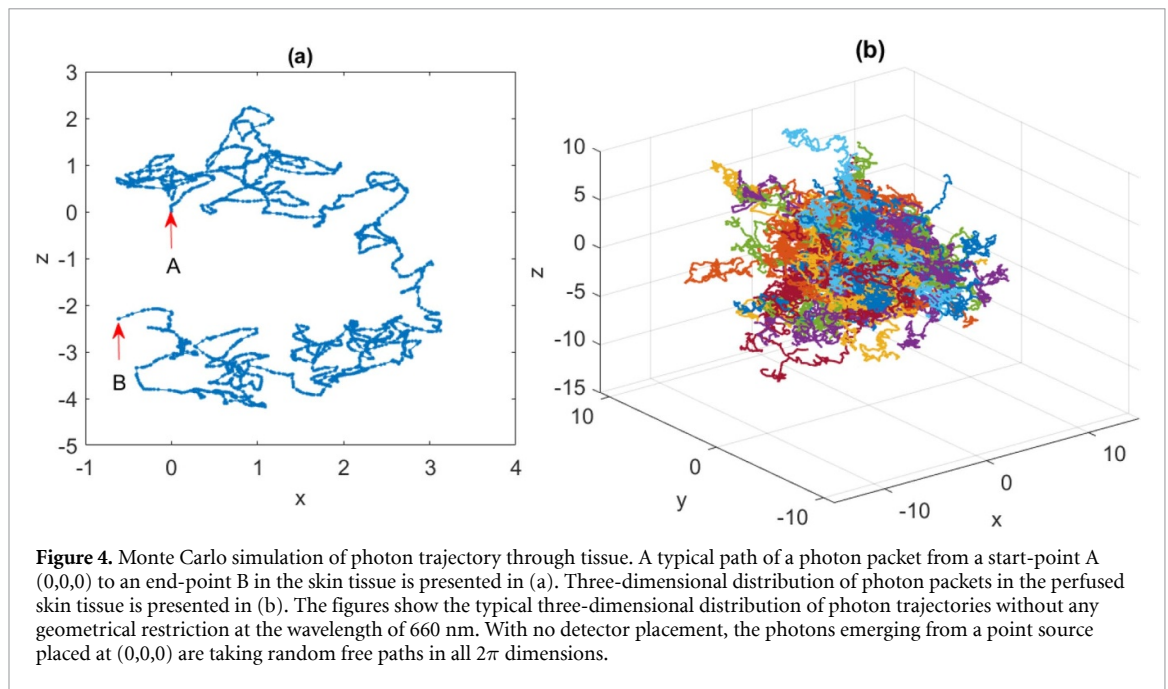 (a)
3
2
1
0
-1
-2
-3
-4
-5
z
A
B
-1
0
1
2
3
4
x
(b)
10
5
0
-5
-10
-15
z
10
0
-10
y
-10
0
10
x
Figure 4. Monte Carlo simulation of photon trajectory through tissue. A typical path of a photon packet from a start-point A
(0,0,0) to an end-point B in the skin tissue is presented in (a). Three-dimensional distribution of photon packets in the perfused
skin tissue is presented in (b). The figures show the typical three-dimensional distribution of photon trajectories without any
geometrical restriction at the wavelength of 660 nm. With no detector placement, the photons emerging from a point source
placed at (0,0,0) are taking random free paths in all 2π dimensions.